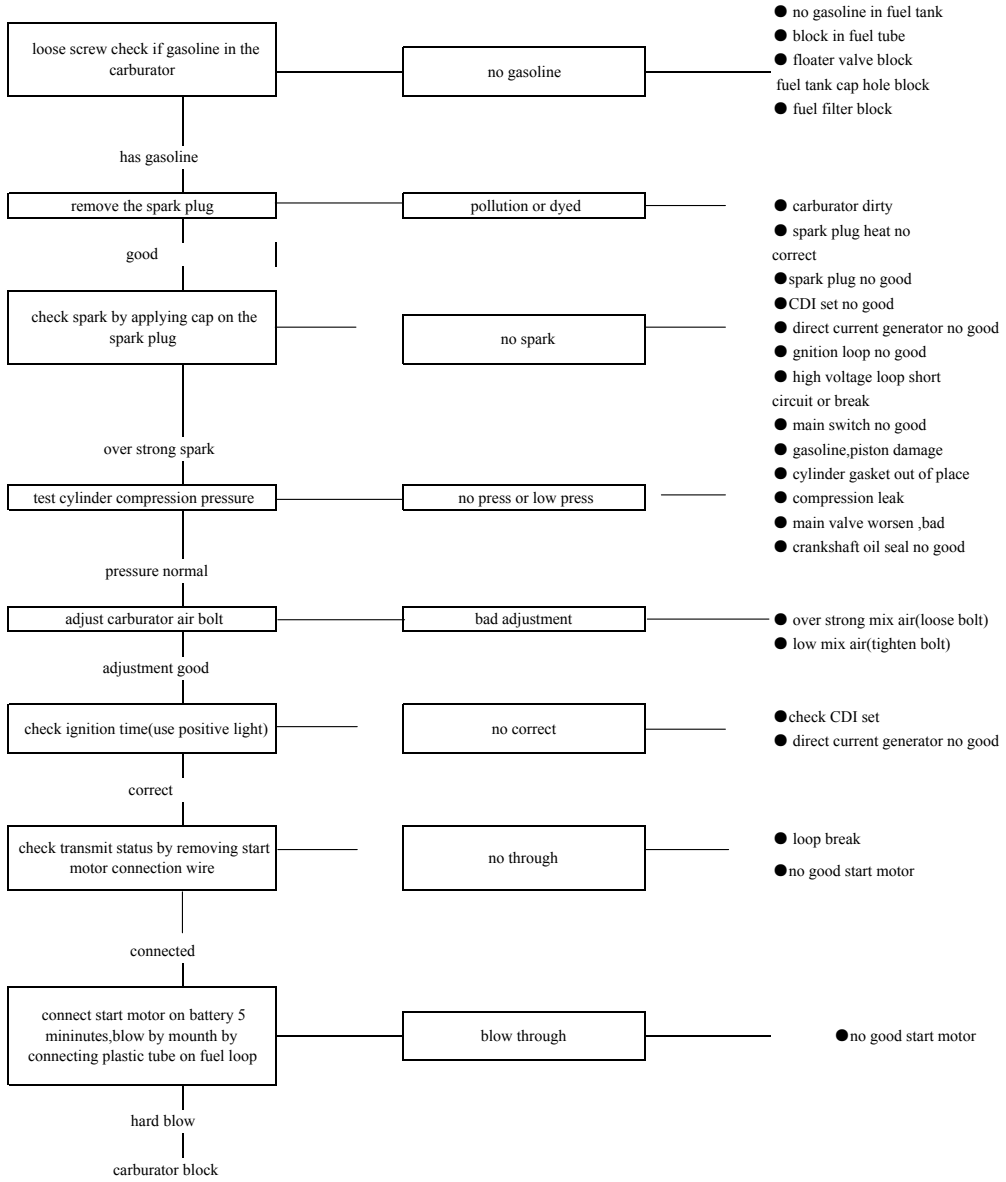 loose screw check if gasoline in the
carburator
no gasoline
● no gasoline in fuel tank
● block in fuel tube
● floater valve block
fuel tank cap hole block
● fuel filter block
has gasoline
remove the spark plug
pollution or dyed
● carburator dirty
● spark plug heat no
correct
good
check spark by applying cap on the
spark plug
no spark
●spark plug no good
●CDI set no good
● direct current generator no good
● gnition loop no good
● high voltage loop short
circuit or break
● main switch no good
over strong spark
test cylinder compression pressure
no press or low press
● gasoline,piston damage
● cylinder gasket out of place
● compression leak
● main valve worsen ,bad
● crankshaft oil seal no good
pressure normal
adjust carburator air bolt
bad adjustment
● over strong mix air(loose bolt)
● low mix air(tighten bolt)
adjustment good
check ignition time(use positive light)
no correct
●check CDI set
● direct current generator no good
correct
check transmit status by removing start
motor connection wire
no through
● loop break
●no good start motor
connected
connect start motor on battery 5
mininutes,blow by mounth by
connecting plastic tube on fuel loop
blow through
●no good start motor
hard blow
carburator block